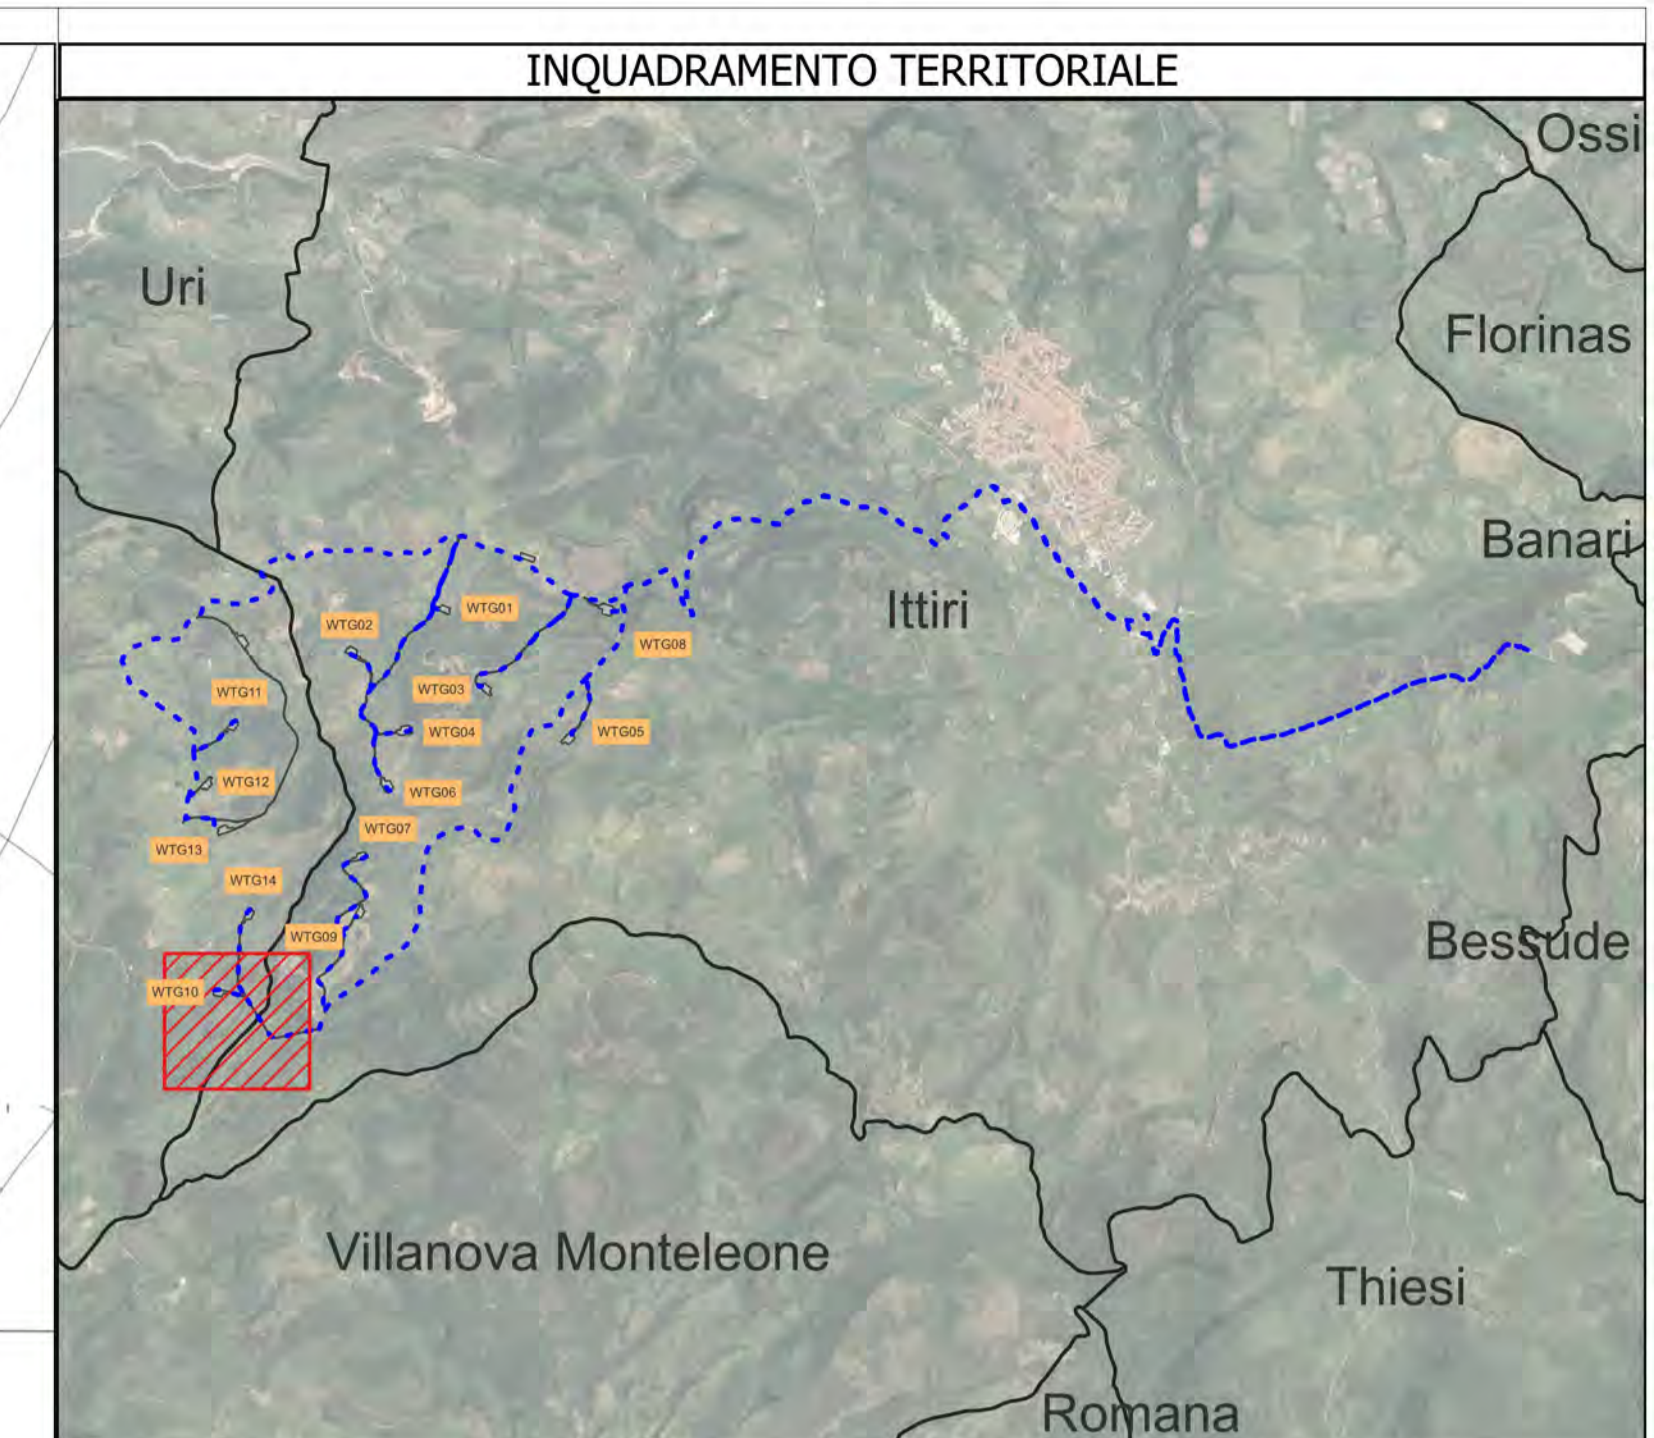 INQUADRAMENTO TERRITORIALE
Ossi
Uri
Florinas
Banari
WTG01
Ittiri
WTG02
WTG08
WTG11
WTG03
WTG04
WTG05
WTG12
WTG06
WTG07
WTG13
WTG14
WTG09
Bessude
WTG10
Villanova Monteleone
Thiesi
Romana